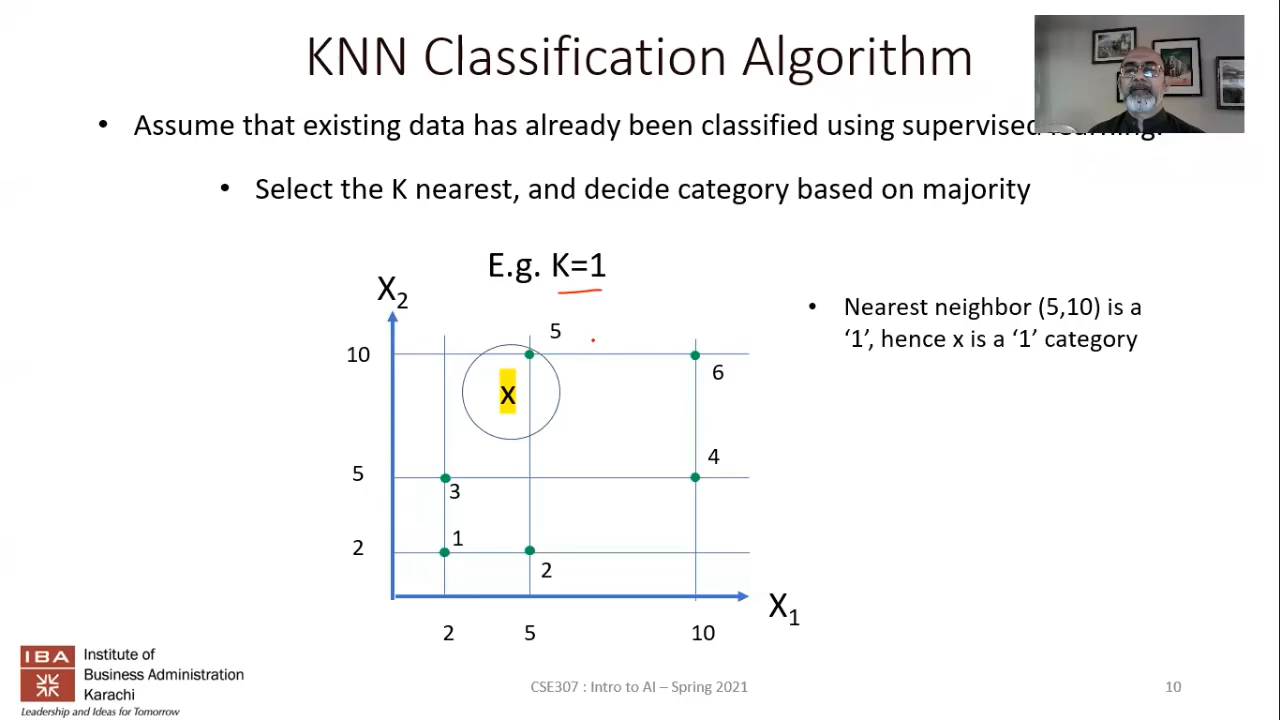 KNN Classification Algorithm
• Assume that existing data has already been classified using supervised
• Select the K nearest, and decide category based on majority
E.g. K=1
X2
• Nearest neighbor (5,10) is a
‘1’, hence x is a ‘1’ category
5
10
6
x
4
5
3
1
2
2
X1
2 5 10
IBA
Institute of
Business Administration
Karachi
Leadership and Ideas for Tomorrow
CSE307 : Intro to AI – Spring 2021
10